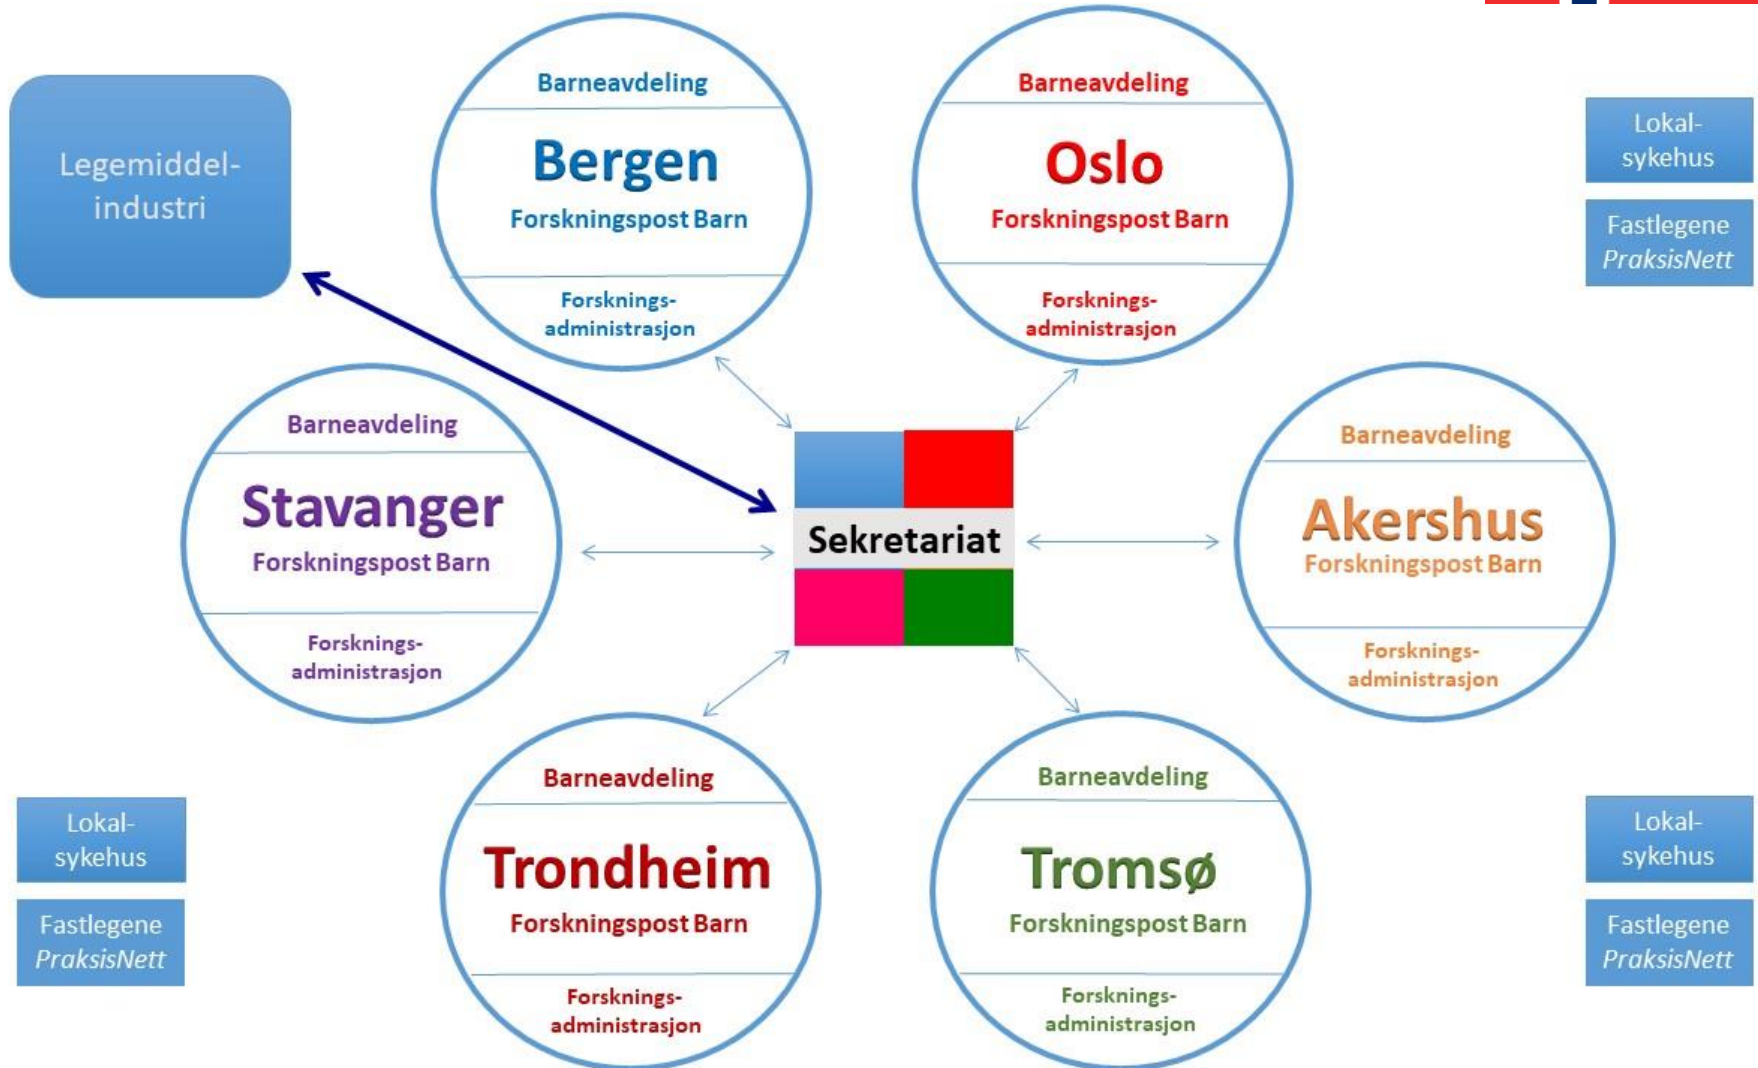 Legemiddel-
industri
Barneavdeling
Bergen
Forskningspost Barn
Forsknings-
administrasjon
Barneavdeling
Oslo
Forskningspost Barn
Forsknings-
administrasjon
Lokal-
sykehus
Fastlegene
PraksisNett
Barneavdeling
Stavanger
Forskningspost Barn
Forsknings-
administrasjon
Sekretariat
Barneavdeling
Akershus
Forskningspost Barn
Forsknings-
administrasjon
Lokal-
sykehus
Fastlegene
PraksisNett
Barneavdeling
Trondheim
Forskningspost Barn
Forsknings-
administrasjon
Barneavdeling
Tromsø
Forskningspost Barn
Forsknings-
administrasjon
Lokal-
sykehus
Fastlegene
PraksisNett